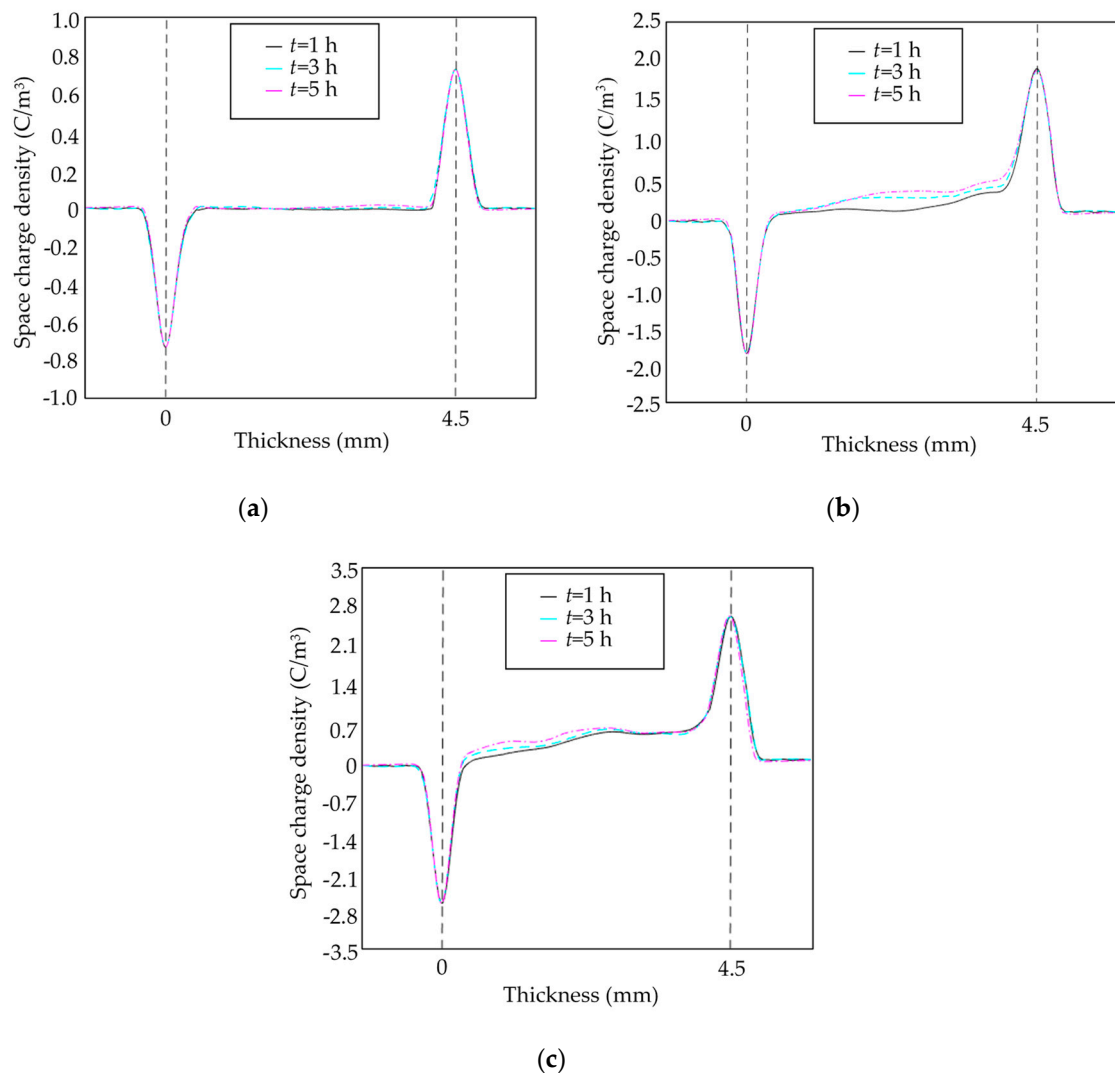 Space charge density (C/m³)
1.0
0.8
0.6
0.4
0.2
0
-0.2
-0.4
-0.6
-0.8
-1.0
t=1 h
t=3 h
t=5 h
0
4.5
Thickness (mm)
(a)
Space charge density (C/m³)
2.5
2.0
1.5
1.0
0.5
0
-0.5
-1.0
-1.5
-2.0
-2.5
t=1 h
t=3 h
t=5 h
0
4.5
Thickness (mm)
(b)
Space charge density (C/m³)
3.5
2.8
2.1
1.4
0.7
0
-0.7
-1.4
-2.1
-2.8
-3.5
t=1 h
t=3 h
t=5 h
0
4.5
Thickness (mm)
(c)